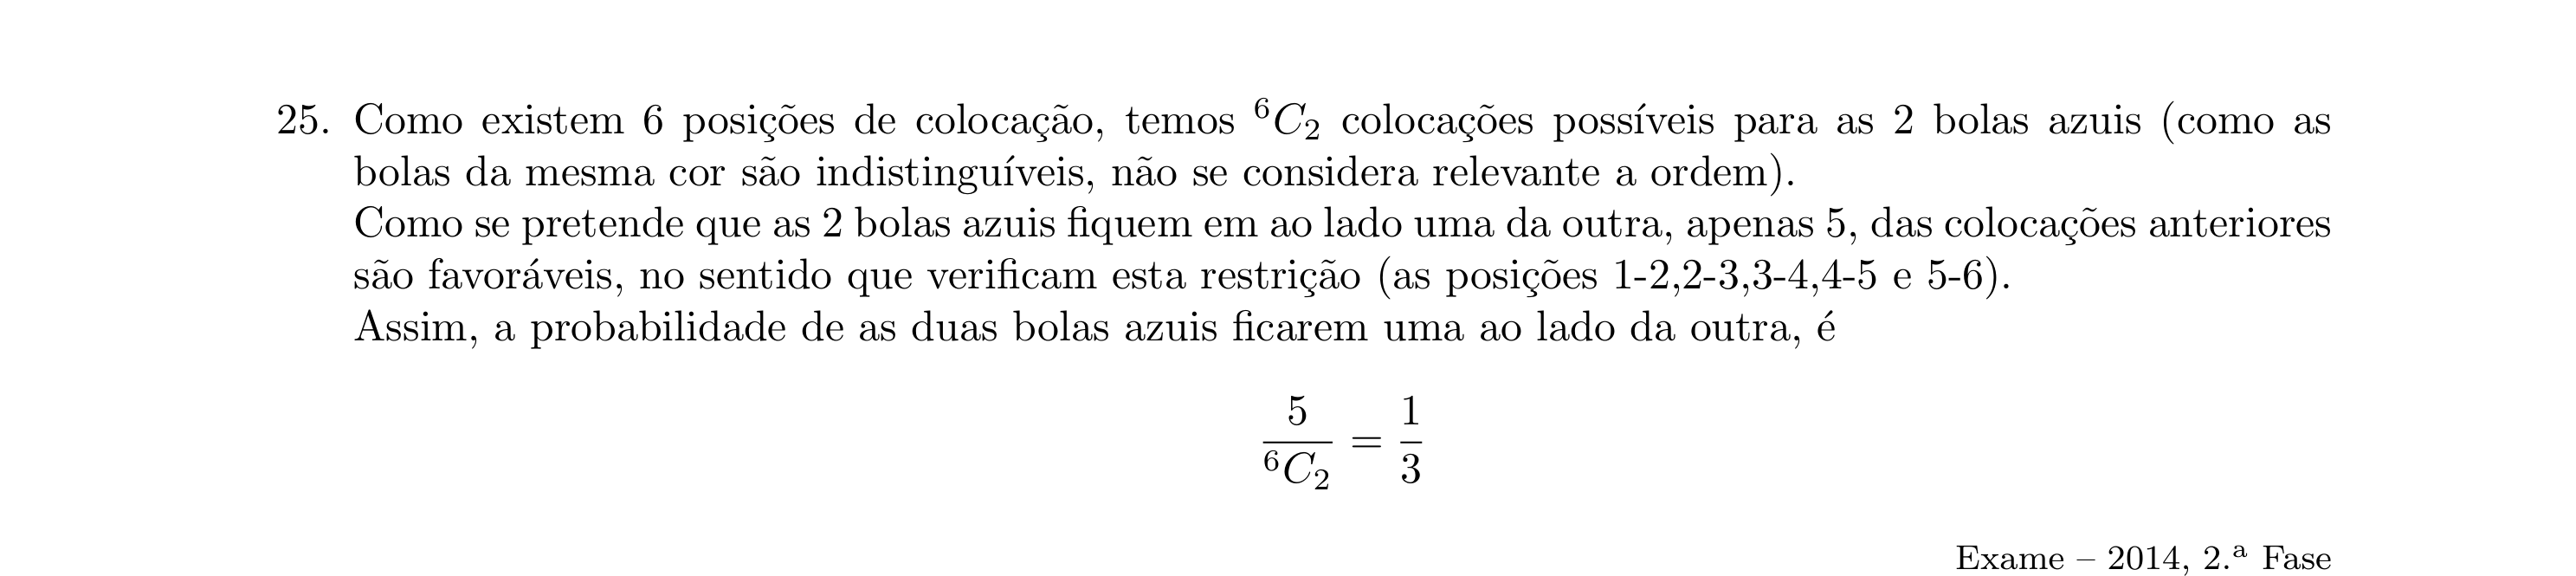 25. Como existem 6 posições de colocação, temos ⁶C₂ colocações possíveis para as 2 bolas azuis (como as
bolas da mesma cor são indistinguíveis, não se considera relevante a ordem).
Como se pretende que as 2 bolas azuis fiquem em ao lado uma da outra, apenas 5, das colocações anteriores
são favoráveis, no sentido que verificam esta restrição (as posições 1-2,2-3,3-4,4-5 e 5-6).
Assim, a probabilidade de as duas bolas azuis ficarem uma ao lado da outra, é
5/⁶C₂ = 1/3
Exame – 2014, 2.ª Fase